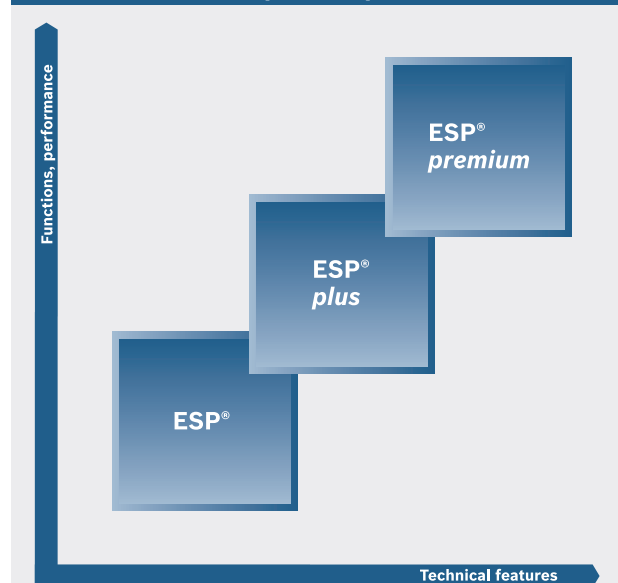 Functions, performance
ESP®
premium
ESP®
plus
ESP®
Technical features